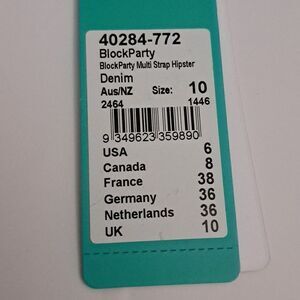 40284-772
BlockParty
BlockParty Multi Strap Hipster
Denim
Aus/NZ Size: 10
2464 1446
9 349623 359890
USA 6
Canada 8
France 38
Germany 36
Netherlands 36
UK 10